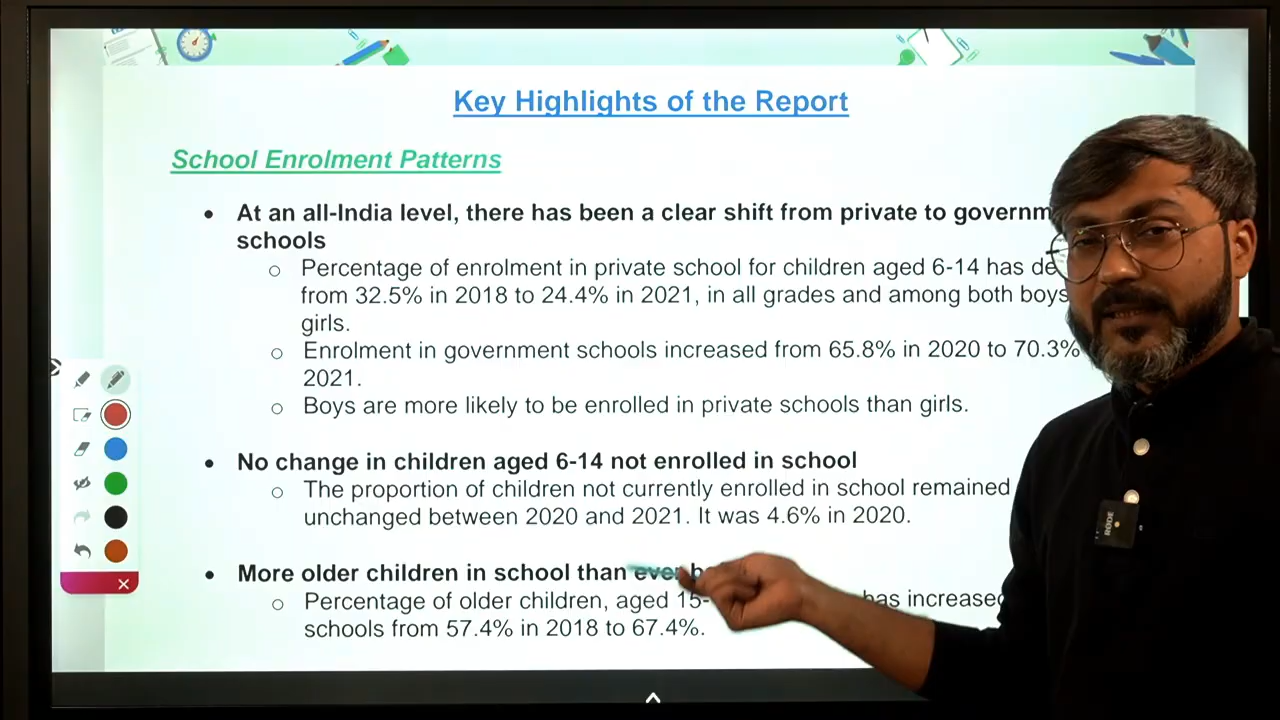 Key Highlights of the Report
School Enrolment Patterns
• At an all-India level, there has been a clear shift from private to governm
schools
○ Percentage of enrolment in private school for children aged 6-14 has de
from 32.5% in 2018 to 24.4% in 2021, in all grades and among both boys
girls.
○ Enrolment in government schools increased from 65.8% in 2020 to 70.3%
2021.
○ Boys are more likely to be enrolled in private schools than girls.
• No change in children aged 6-14 not enrolled in school
○ The proportion of children not currently enrolled in school remained
unchanged between 2020 and 2021. It was 4.6% in 2020.
• More older children in school than ever
○ Percentage of older children, aged 15- has increased
schools from 57.4% in 2018 to 67.4%.
RODE